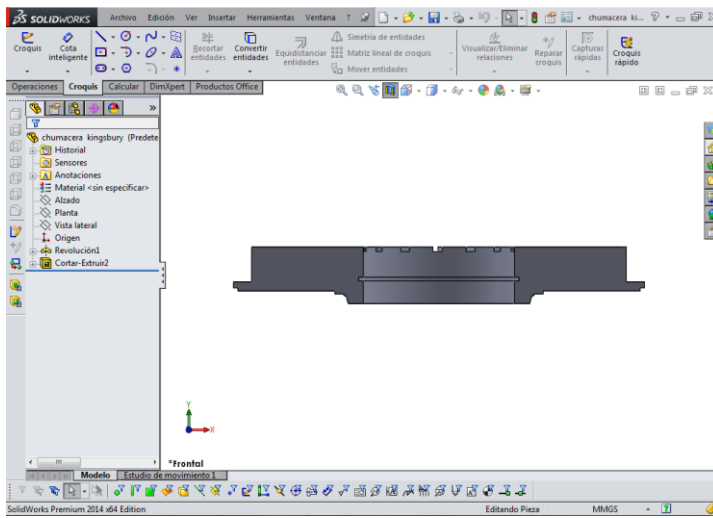 SOLIDWORKS Archivo Edición Ver Insertar Herramientas Ventana ? chumacera ki...
Croquis
Cota inteligente
Recortar entidades
Convertir entidades
Equidistanciar entidades
Simetría de entidades
Matriz lineal de croquis
Mover entidades
Visualizar/Eliminar relaciones
Reparar croquis
Capturas rápidas
Croquis rápido
Operaciones Croquis Calcular DimXpert Productos Office
chumacera kingsbury (Predete
Historial
Sensores
Anotaciones
Material <sin especificar>
Alzado
Planta
Vista lateral
Origen
Revolución1
Cortar-Extruir2
Y
X
*Frontal
Modelo Estudio de movimiento 1
SolidWorks Premium 2014 x64 Edition Editando Pieza MMGS